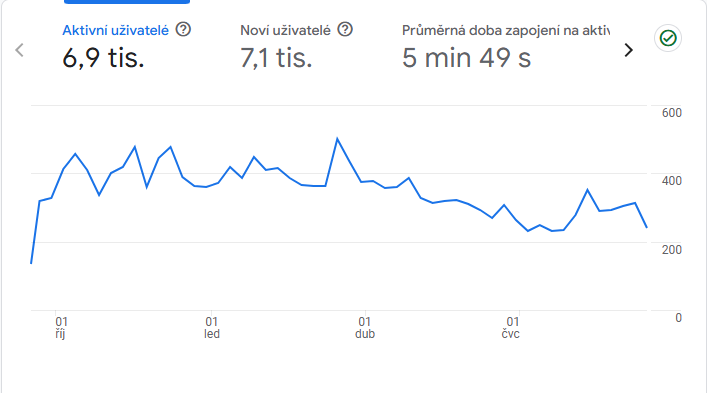 Aktivní uživatelé
Noví uživatelé
Průměrná doba zapojení na aktiv
6,9 tis.
7,1 tis.
5 min 49 s
600
400
200
0
01
říj
01
led
01
dub
01
čvc